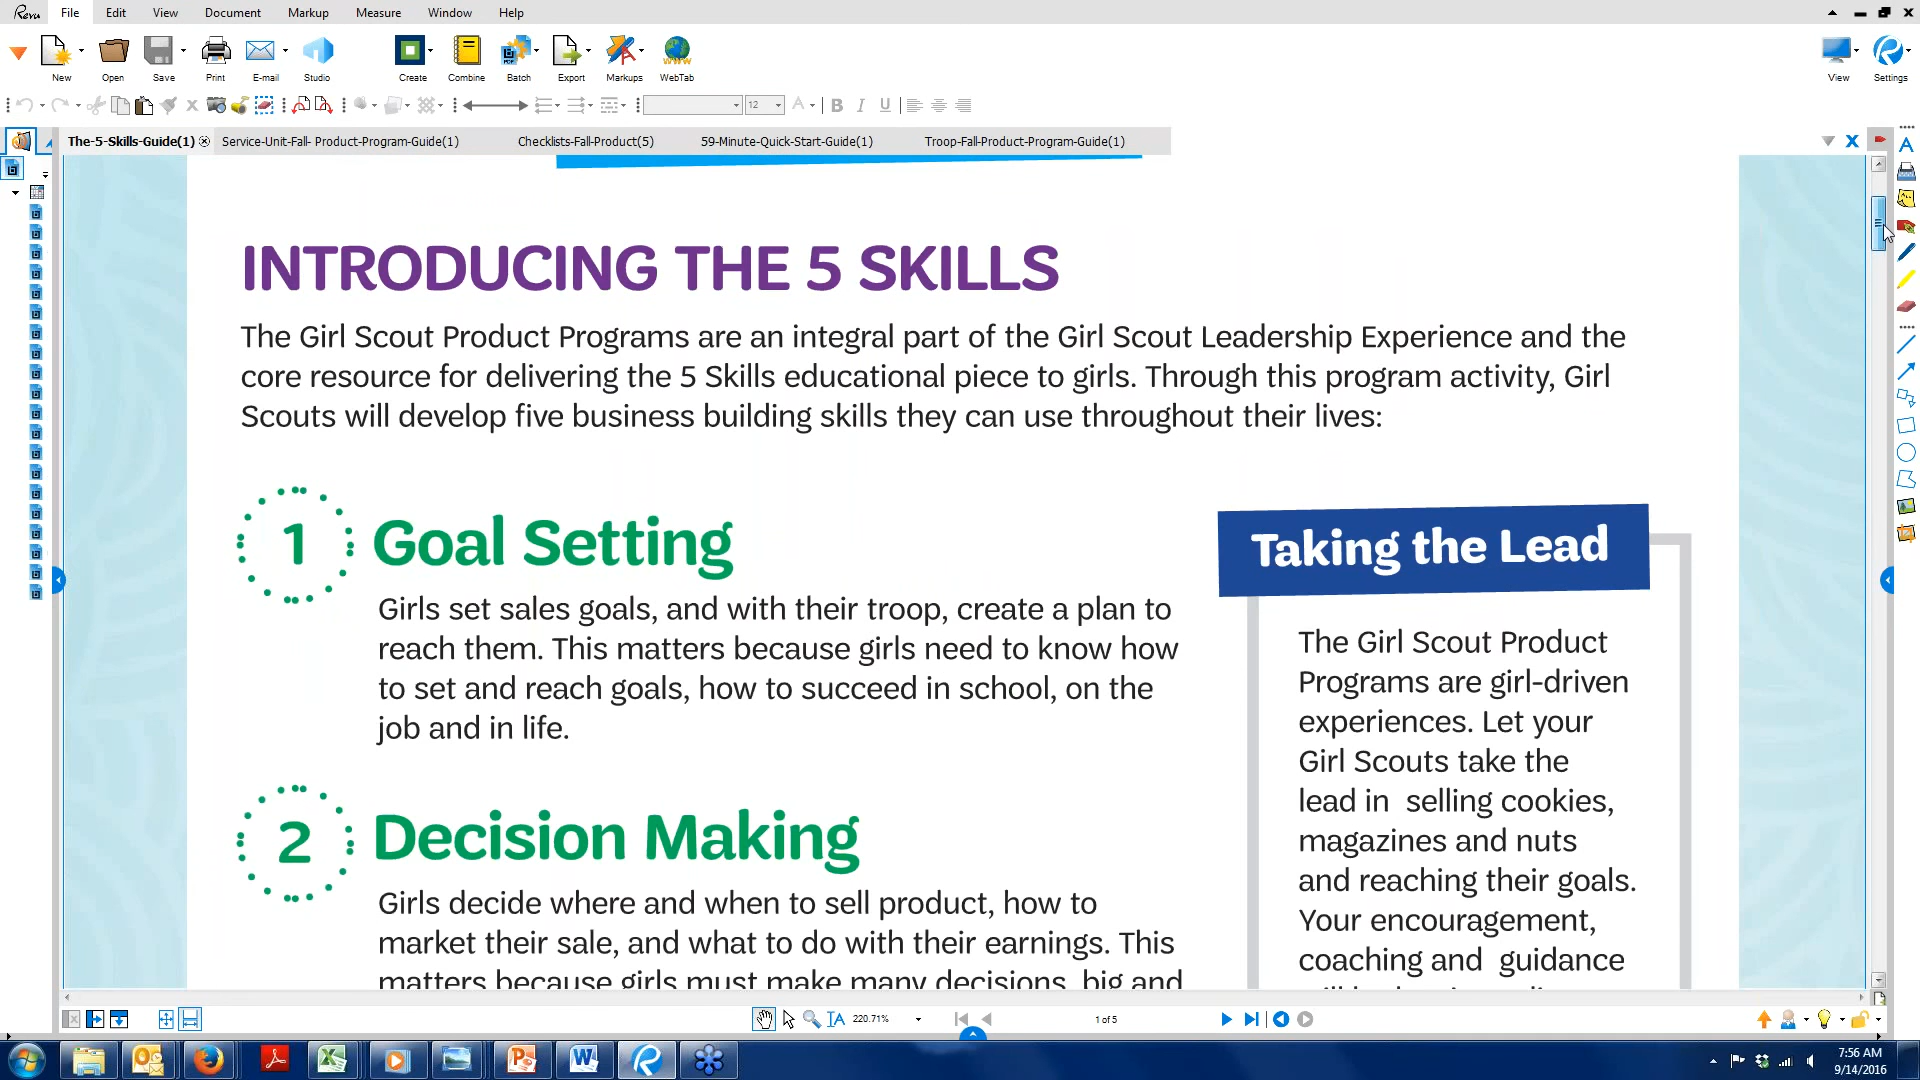 Revu File Edit View Document Markup Measure Window Help
New Open Save Print E-mail Studio Create Combine Batch Export Markups WebTab View Settings
12 A B I U
The-5-Skills-Guide(1) Service-Unit-Fall- Product-Program-Guide(1) Checklists-Fall-Product(5) 59-Minute-Quick-Start-Guide(1) Troop-Fall-Product-Program-Guide(1)
INTRODUCING THE 5 SKILLS
The Girl Scout Product Programs are an integral part of the Girl Scout Leadership Experience and the
core resource for delivering the 5 Skills educational piece to girls. Through this program activity, Girl
Scouts will develop five business building skills they can use throughout their lives:
1 Goal Setting
Girls set sales goals, and with their troop, create a plan to
reach them. This matters because girls need to know how
to set and reach goals, how to succeed in school, on the
job and in life.
2 Decision Making
Girls decide where and when to sell product, how to
market their sale, and what to do with their earnings. This
matters because girls must make many decisions, big and
Taking the Lead
The Girl Scout Product
Programs are girl-driven
experiences. Let your
Girl Scouts take the
lead in selling cookies,
magazines and nuts
and reaching their goals.
Your encouragement,
coaching and guidance
220.71% 1 of 5
7:56 AM
9/14/2016